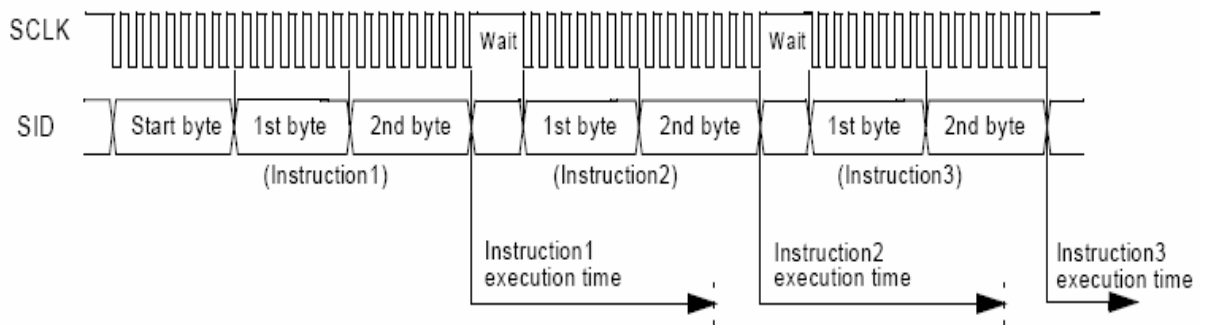 SCLK
Wait
Wait
SID
Start byte
1st byte
2nd byte
1st byte
2nd byte
1st byte
2nd byte
(Instruction1)
(Instruction2)
(Instruction3)
Instruction1
execution time
Instruction2
execution time
Instruction3
execution time